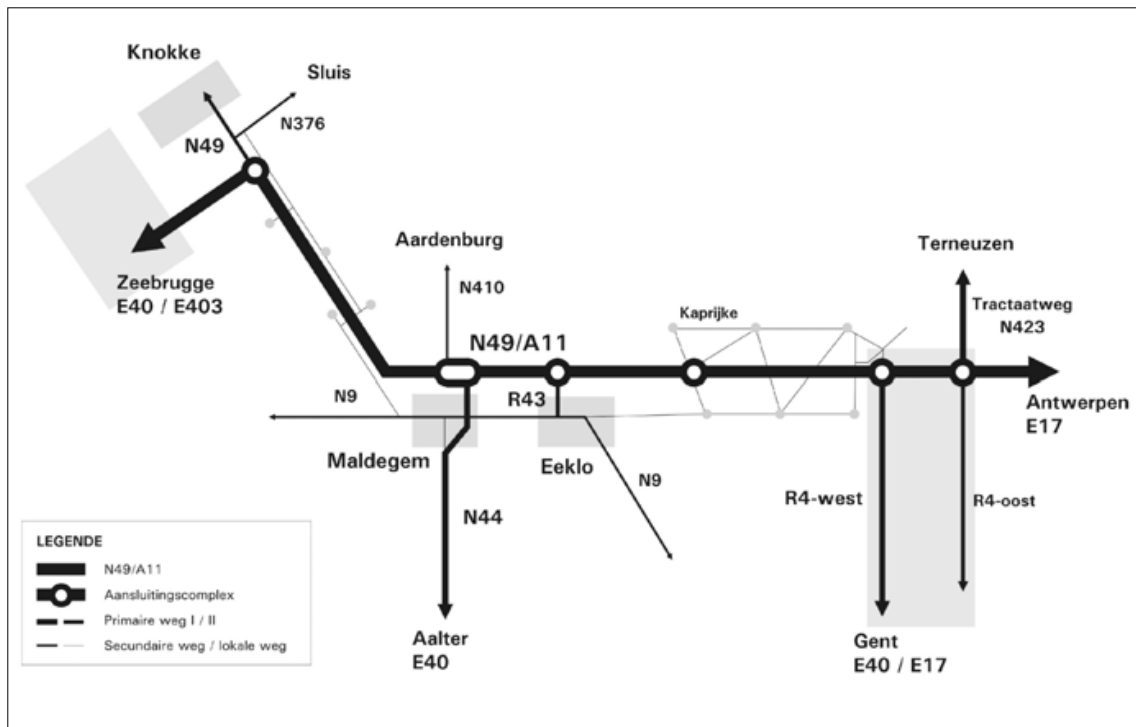 Knokke
Sluis
N376
N49
Zeebrugge
E40 / E403
Aardenburg
N410
N49/A11
Kaprijke
Terneuzen
Tractaatweg
N423
Antwerpen
E17
N9
R43
Maldegem
Eeklo
N9
N44
R4-west
R4-oost
Aalter
E40
Gent
E40 / E17
LEGENDE
N49/A11
Aansluitingscomplex
Primaire weg I / II
Secundaire weg / lokale weg